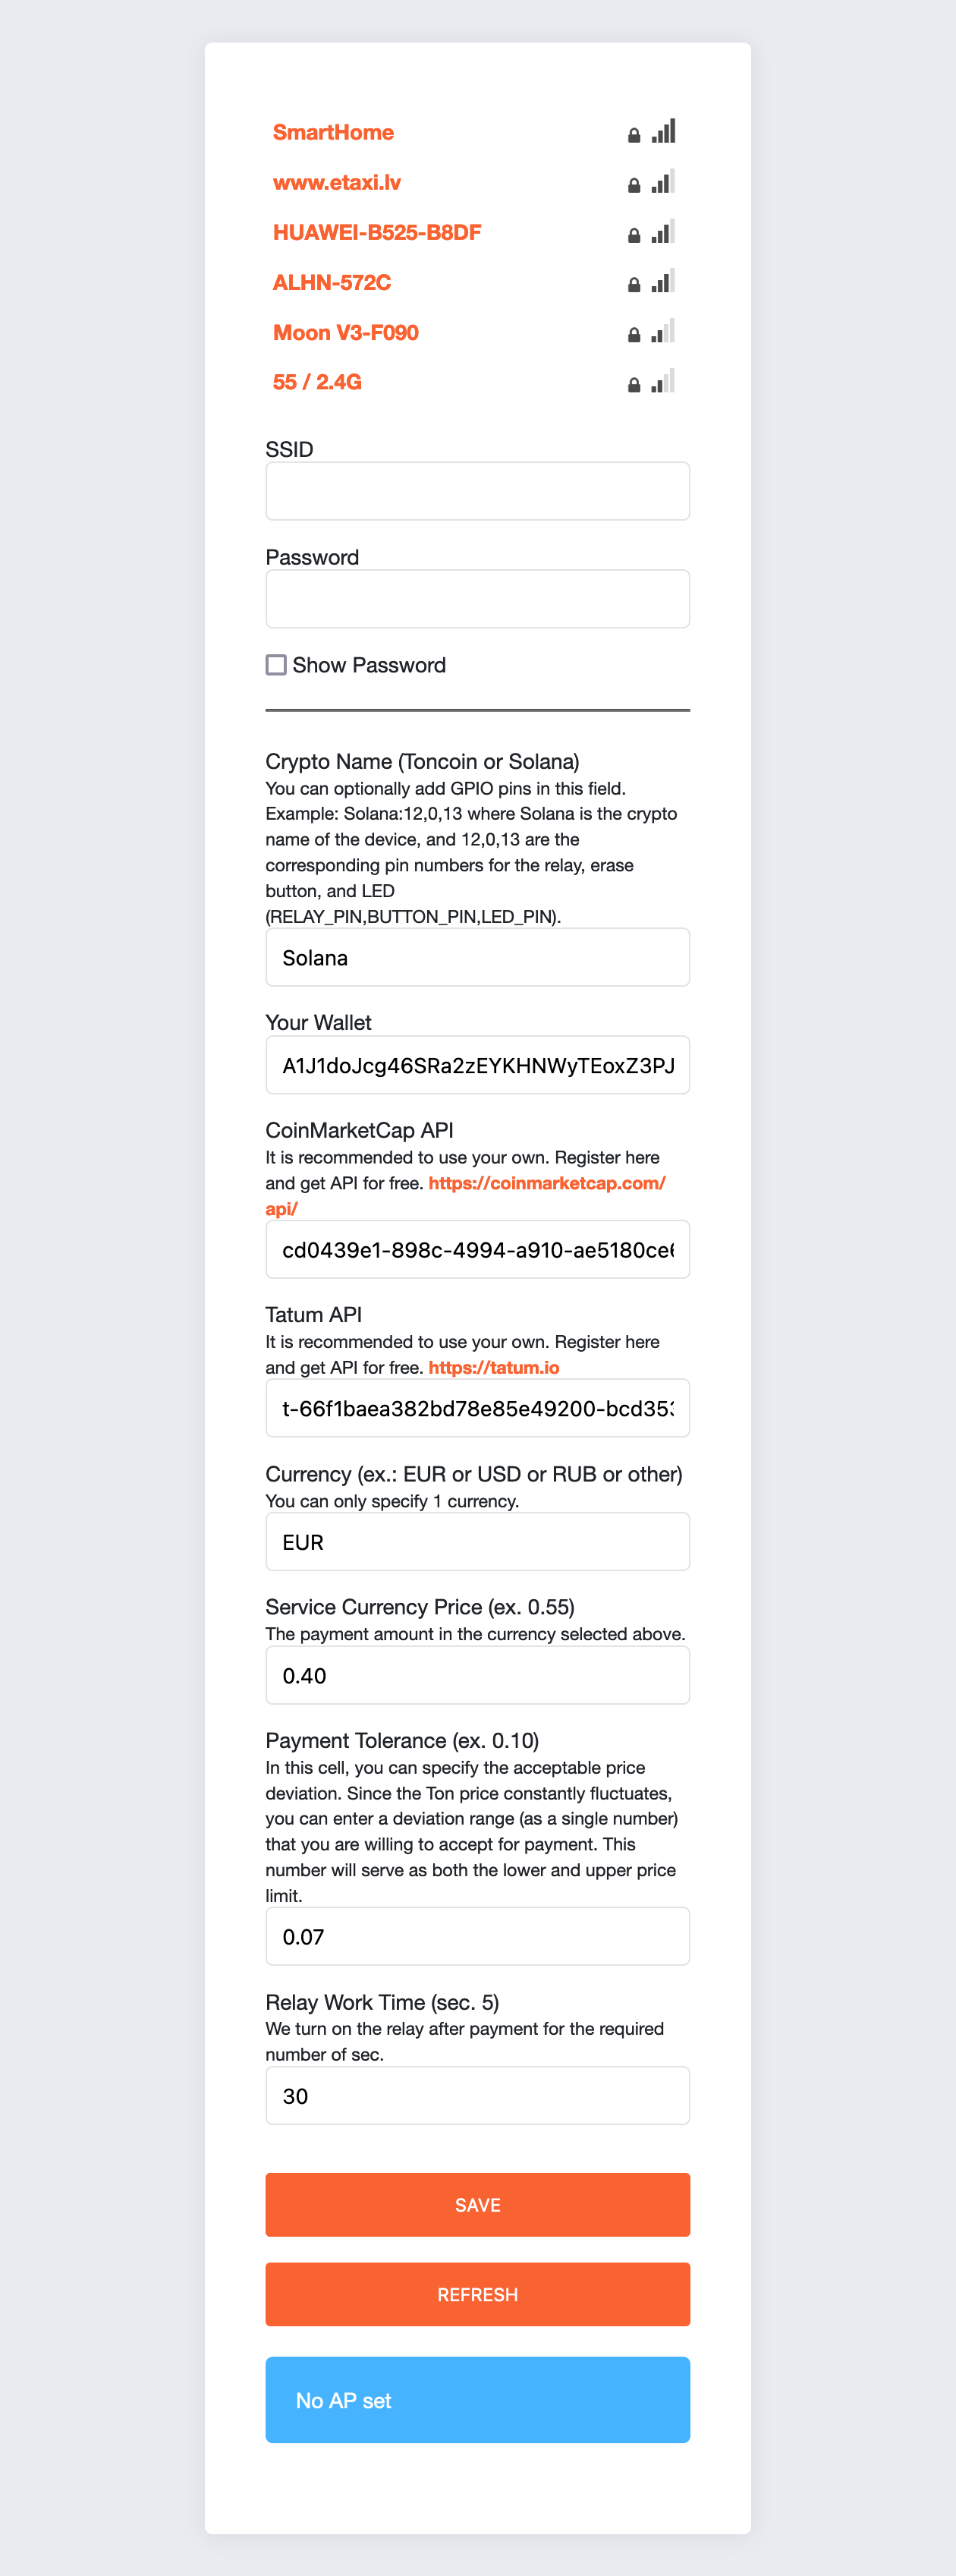 SmartHome
www.etaxi.lv
HUAWEI-B525-B8DF
ALHN-572C
Moon V3-F090
55 / 2.4G
SSID
Password
Show Password
Crypto Name (Toncoin or Solana)
You can optionally add GPIO pins in this field.
Example: Solana:12,0,13 where Solana is the crypto
name of the device, and 12,0,13 are the
corresponding pin numbers for the relay, erase
button, and LED
(RELAY_PIN,BUTTON_PIN,LED_PIN).
Solana
Your Wallet
A1J1doJcg46SRa2zEYKHNWyTEoxZ3PJ
CoinMarketCap API
It is recommended to use your own. Register here
and get API for free. https://coinmarketcap.com/
api/
cd0439e1-898c-4994-a910-ae5180ce6
Tatum API
It is recommended to use your own. Register here
and get API for free. https://tatum.io
t-66f1baea382bd78e85e49200-bcd353
Currency (ex.: EUR or USD or RUB or other)
You can only specify 1 currency.
EUR
Service Currency Price (ex. 0.55)
The payment amount in the currency selected above.
0.40
Payment Tolerance (ex. 0.10)
In this cell, you can specify the acceptable price
deviation. Since the Ton price constantly fluctuates,
you can enter a deviation range (as a single number)
that you are willing to accept for payment. This
number will serve as both the lower and upper price
limit.
0.07
Relay Work Time (sec. 5)
We turn on the relay after payment for the required
number of sec.
30
SAVE
REFRESH
No AP set